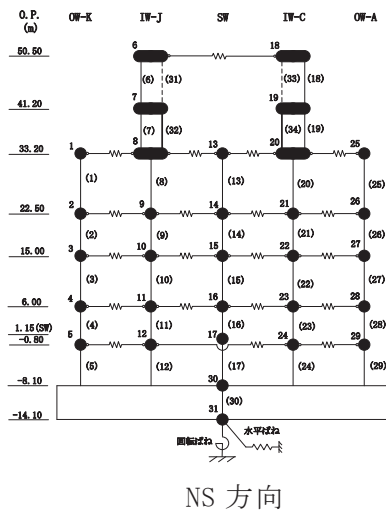 O.P. OW-K IW-J SW IW-C OW-A
(m)
50.50 6 18
(6) (31) (33) (18)
41.20 7 19
(7) (32) (34) (19)
33.20 1 8 13 20 25
(1) (8) (13) (20) (25)
22.50 2 9 14 21 26
(2) (9) (14) (21) (26)
15.00 3 10 15 22 27
(3) (10) (15) (22) (27)
6.00 4 11 16 23 28
1.15(SW) (4) (11) (16) (23) (28)
-0.80 5 12 17 24 29
(5) (12) (17) (24) (29)
-8.10 30
(30)
-14.10 31
水平ばね
回転ばね
NS 方向